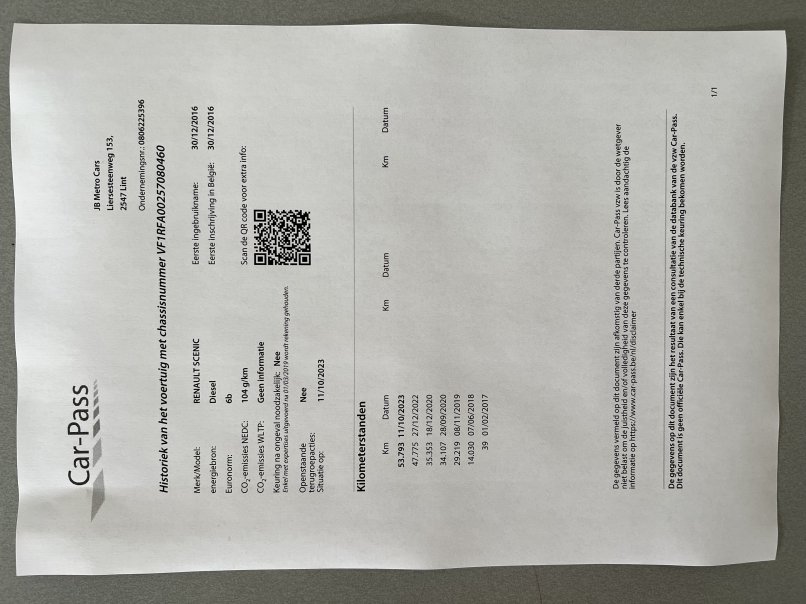 Car-Pass
JB Metro Cars
Liersesteenweg 153,
2547 Lint
Ondernemingsnr.: 0806225396
Historiek van het voertuig met chassisnummer VF1RFA00257080460
Merk/Model: RENAULT SCENIC
energiebron: Diesel
Euronorm: 6b
CO2-emissies NEDC: 104 g/km
CO2-emissies WLTP: Geen informatie
Keuring na ongeval noodzakelijk: Nee
Enkel met expertises uitgevoerd na 01/03/2019 wordt rekening gehouden.
Openstaande Nee
terugroepacties:
Situatie op: 11/10/2023
Eerste ingebruikname: 30/12/2016
Eerste inschrijving in België: 30/12/2016
Scan de QR code voor extra info:
Kilometerstanden
Km Datum Km Datum Km Datum
53.793 11/10/2023
47.775 27/12/2022
35.353 18/12/2020
34.107 28/09/2020
29.219 08/11/2019
14.030 07/06/2018
39 01/02/2017
De gegevens vermeld op dit document zijn afkomstig van derde partijen. Car-Pass vzw is door de wetgever
niet belast om de juistheid en/of volledigheid van deze gegevens te controleren. Lees aandachtig de
informatie op https://www.car-pass.be/nl/disclaimer
De gegevens op dit document zijn het resultaat van een consultatie van de databank van de vzw Car-Pass.
Dit document is geen officiële Car-Pass. Die kan enkel bij de technische keuring bekomen worden.
1/1